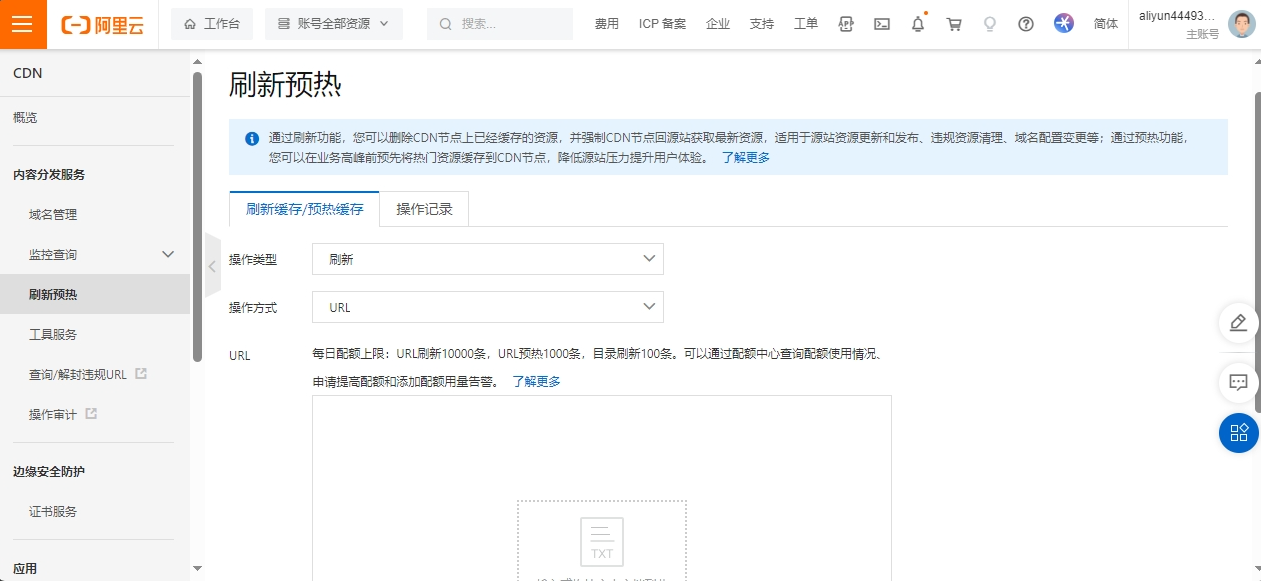 阿里云
工作台
账号全部资源
搜索...
费用
ICP 备案
企业
支持
工单
简体
aliyun44493...
主账号
CDN
概览
内容分发服务
域名管理
监控查询
刷新预热
工具服务
查询/解封违规URL
操作审计
边缘安全防护
证书服务
应用
刷新预热
通过刷新功能，您可以删除CDN节点上已经缓存的资源，并强制CDN节点回源站获取最新资源，适用于源站资源更新和发布、违规资源清理、域名配置变更等；通过预热功能，
您可以在业务高峰前预先将热门资源缓存到CDN节点，降低源站压力提升用户体验。 了解更多
刷新缓存/预热缓存
操作记录
操作类型
刷新
操作方式
URL
URL
每日配额上限：URL刷新10000条，URL预热1000条，目录刷新100条。可以通过配额中心查询配额使用情况、
申请提高配额和添加配额用量告警。 了解更多
TXT